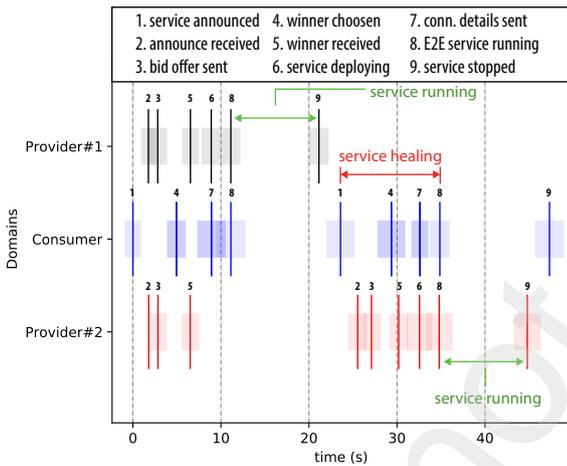 1. service announced 4. winner choosen 7. conn. details sent
2. announce received 5. winner received 8. E2E service running
3. bid offer sent 6. service deploying 9. service stopped
service running
2 3 5 6 8 9
Provider#1
service healing
1 4 7 8 1 4 7 8 9
Consumer
2 3 5 2 3 5 6 8 9
Provider#2
service running
Domains
0 10 20 30 40
time (s)
not